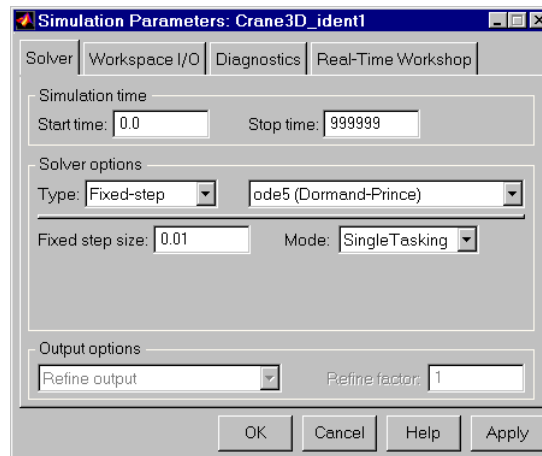 Simulation Parameters: Crane3D_ident1
Solver Workspace I/O Diagnostics Real-Time Workshop
Simulation time
Start time: 0.0 Stop time: 999999
Solver options
Type: Fixed-step ode5 (Dormand-Prince)
Fixed step size: 0.01 Mode: SingleTasking
Output options
Refine output Refine factor: 1
OK Cancel Help Apply